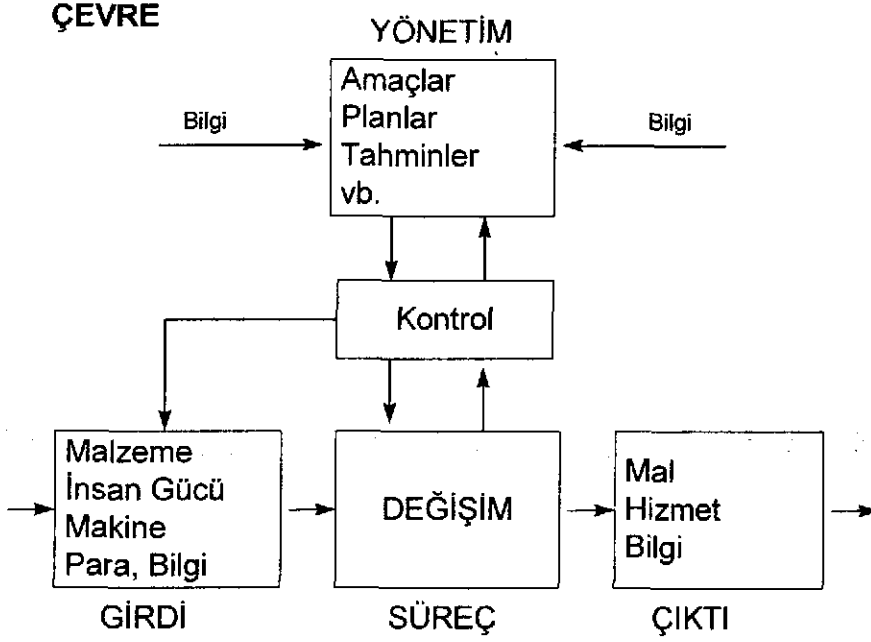 ÇEVRE
YÖNETİM
Amaçlar
Planlar
Tahminler
vb.
Bilgi
Bilgi
Kontrol
Malzeme
İnsan Gücü
Makine
Para, Bilgi
DEĞİŞİM
Mal
Hizmet
Bilgi
GİRDİ
SÜREÇ
ÇIKTI